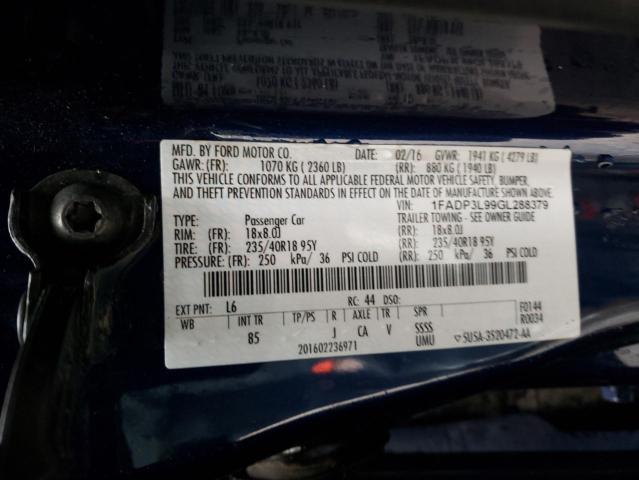 MFD. BY FORD MOTOR CO.
DATE: 02/16 GVWR: 1941 KG ( 4279 LB)
GAWR: (FR): 1070 KG ( 2360 LB) (RR): 880 KG ( 1940 LB)
THIS VEHICLE CONFORMS TO ALL APPLICABLE FEDERAL MOTOR VEHICLE SAFETY, BUMPER,
AND THEFT PREVENTION STANDARDS IN EFFECT ON THE DATE OF MANUFACTURE SHOWN ABOVE.
VIN: 1FADP3L99GL288379
TYPE: Passenger Car TRAILER TOWING - SEE OWNER GUIDE
RIM: (FR): 18x8.0J (RR): 18x8.0J
TIRE: (FR): 235/40R18 95Y (RR): 235/40R18 95Y
PRESSURE: (FR): 250 kPa/ 36 PSI COLD (RR): 250 kPa/ 36 PSI COLD
EXT PNT: L6 RC: 44 DSO: F0144
WB INT TR TP/PS R AXLE TR SPR R0034
85 J CA V SSSS
201602236971 UMU SUSA-3520472-AA